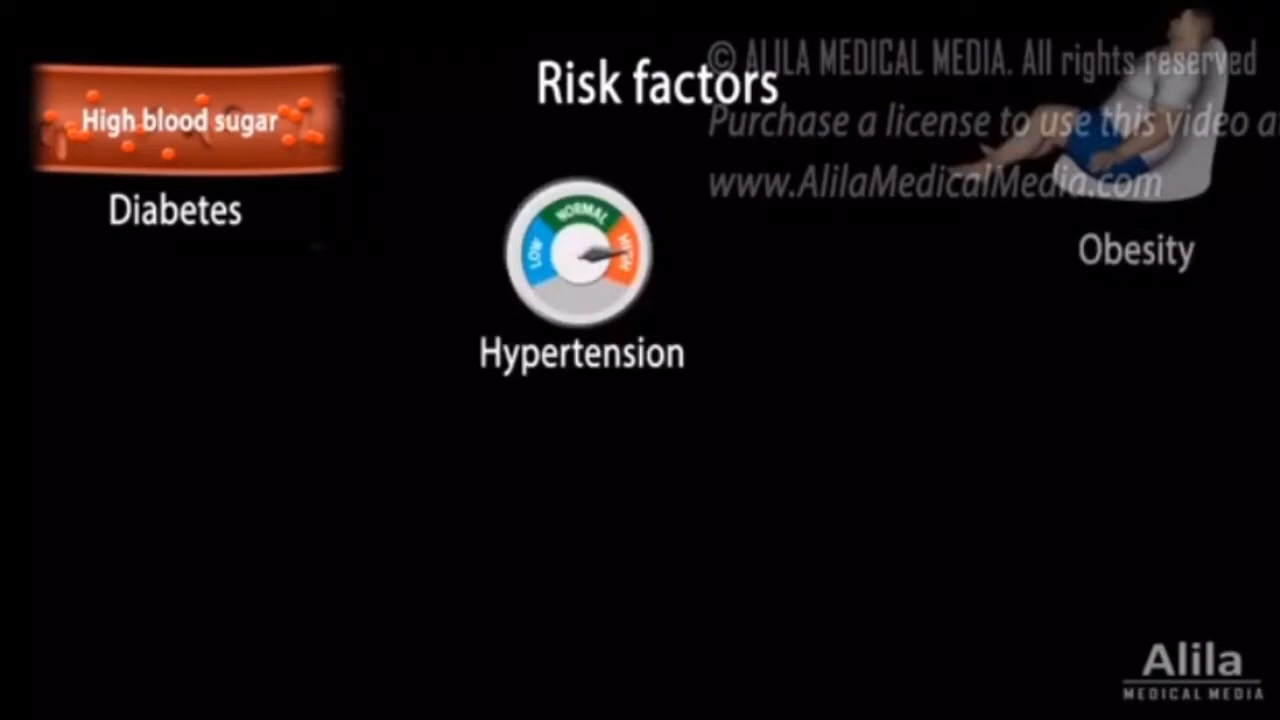 © ALILA MEDICAL MEDIA. All rights reserved
Risk factors
High blood sugar
Purchase a license to use this video a
www.AlilaMedicalMedia.com
Diabetes
NORMAL
LOW
HIGH
Obesity
Hypertension
Alila
MEDICAL MEDIA